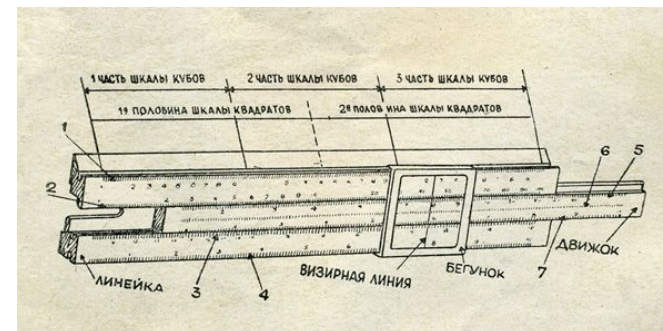 1 ЧАСТЬ ШКАЛЫ КУБОВ 2 ЧАСТЬ ШКАЛЫ КУБОВ 3 ЧАСТЬ ШКАЛЫ КУБОВ
1я ПОЛОВИНА ШКАЛЫ КВАДРАТОВ 2я ПОЛОВИНА ШКАЛЫ КВАДРАТОВ
1
6 5
2
ЛИНЕЙКА 3 4 ВИЗИРНАЯ ЛИНИЯ БЕГУНОК 7 ДВИЖОК